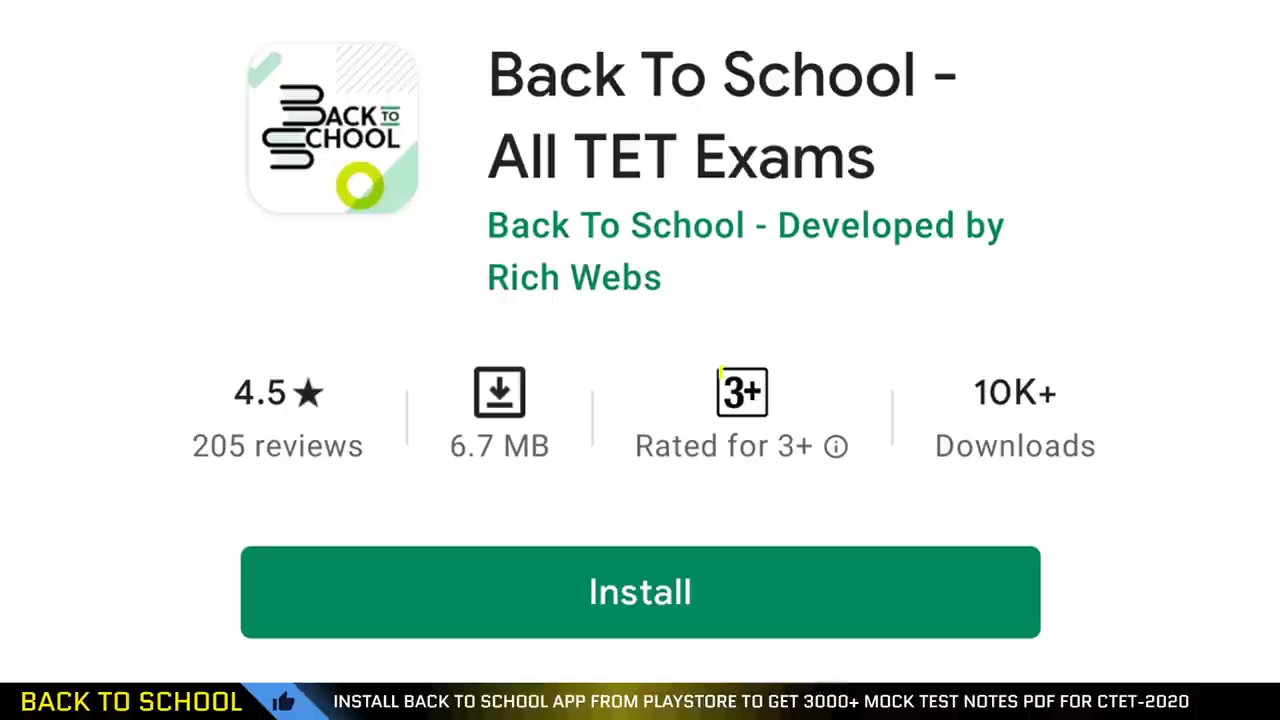 BACK TO
SCHOOL
Back To School -
All TET Exams
Back To School - Developed by
Rich Webs
4.5★
205 reviews
6.7 MB
3+
Rated for 3+
10K+
Downloads
Install
BACK TO SCHOOL
INSTALL BACK TO SCHOOL APP FROM PLAYSTORE TO GET 3000+ MOCK TEST NOTES PDF FOR CTET-2020